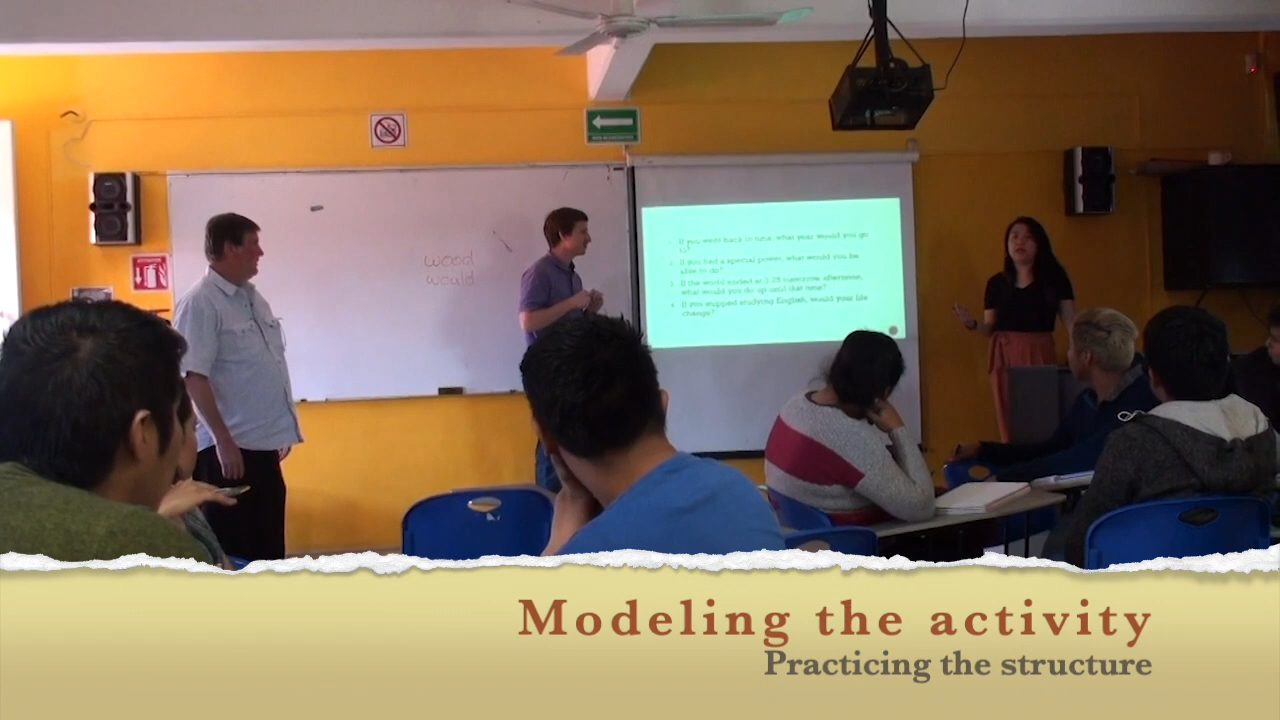 wood
would
1. If you went back in time, what year would you go
to?
2. If you had a special power, what would you be
able to do?
3. If the world ended at tomorrow afternoon,
what would you do up until that time?
4. If you stopped studying English, would your life
change?
Modeling the activity
Practicing the structure